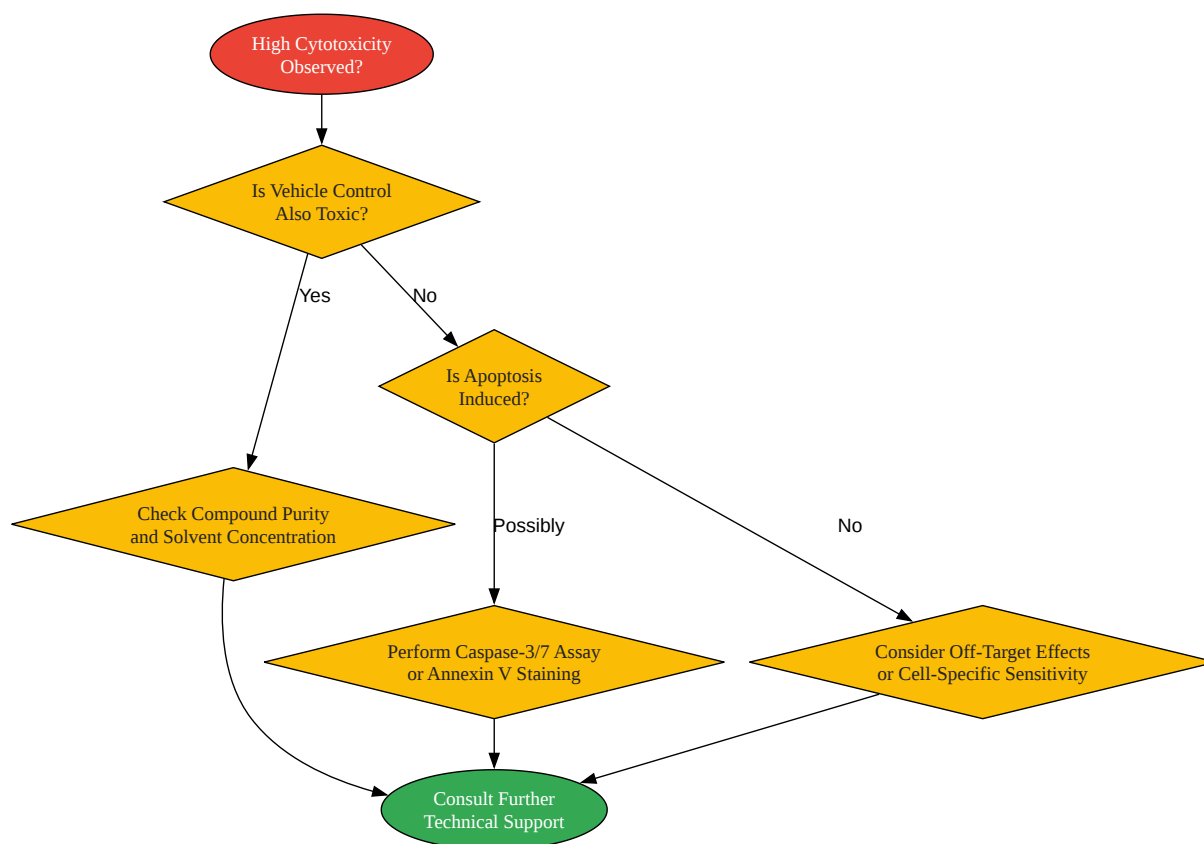 High Cytotoxicity
Observed?
Is Vehicle Control
Also Toxic?
Yes
No
Is Apoptosis
Induced?
Check Compound Purity
and Solvent Concentration
Possibly
No
Perform Caspase-3/7 Assay
or Annexin V Staining
Consider Off-Target Effects
or Cell-Specific Sensitivity
Consult Further
Technical Support